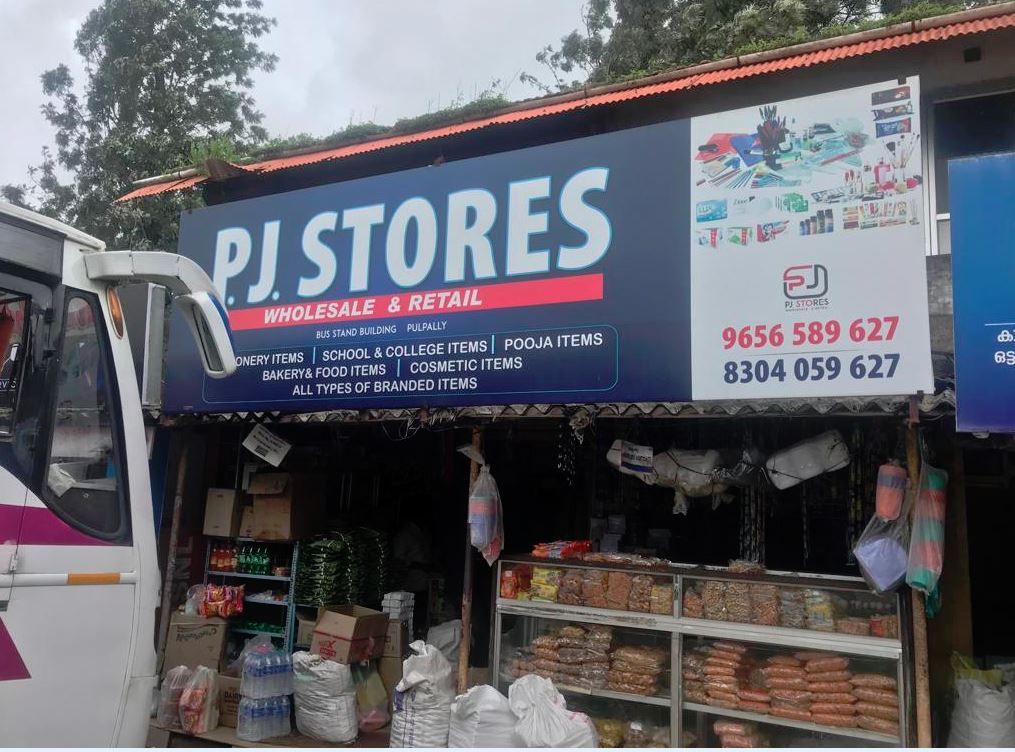 P.J. STORES
WHOLESALE & RETAIL
BUS STAND BUILDING PULPALLY
ONERY ITEMS SCHOOL & COLLEGE ITEMS POOJA ITEMS
BAKERY& FOOD ITEMS COSMETIC ITEMS
ALL TYPES OF BRANDED ITEMS
PJ
PJ STORES
9656 589 627
8304 059 627